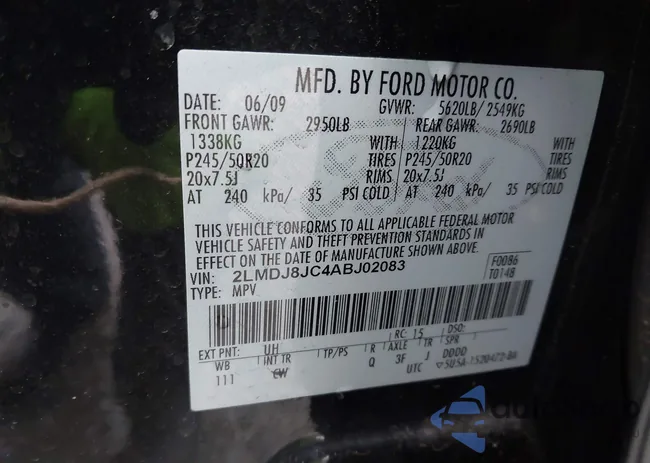 MFD. BY FORD MOTOR CO.
DATE: 06/09 GVWR: 5620LB/ 2549KG
FRONT GAWR: 2950LB REAR GAWR: 2690LB
1338KG WITH 1220KG WITH
P245/50R20 TIRES P245/50R20 TIRES
20x7.5J RIMS 20x7.5J RIMS
AT 240 kPa/ 35 PSI COLD AT 240 kPa/ 35 PSI COLD
THIS VEHICLE CONFORMS TO ALL APPLICABLE FEDERAL MOTOR
VEHICLE SAFETY AND THEFT PREVENTION STANDARDS IN
EFFECT ON THE DATE OF MANUFACTURE SHOWN ABOVE.
VIN: 2LMDJ8JC4ABJ02083 F0086
TYPE: MPV T0148
RC: 15 DSO:
EXT PNT: UH
WB INT TR TP/PS R AXLE TR SPR
111 CW Q 3F J DDDD
UTC